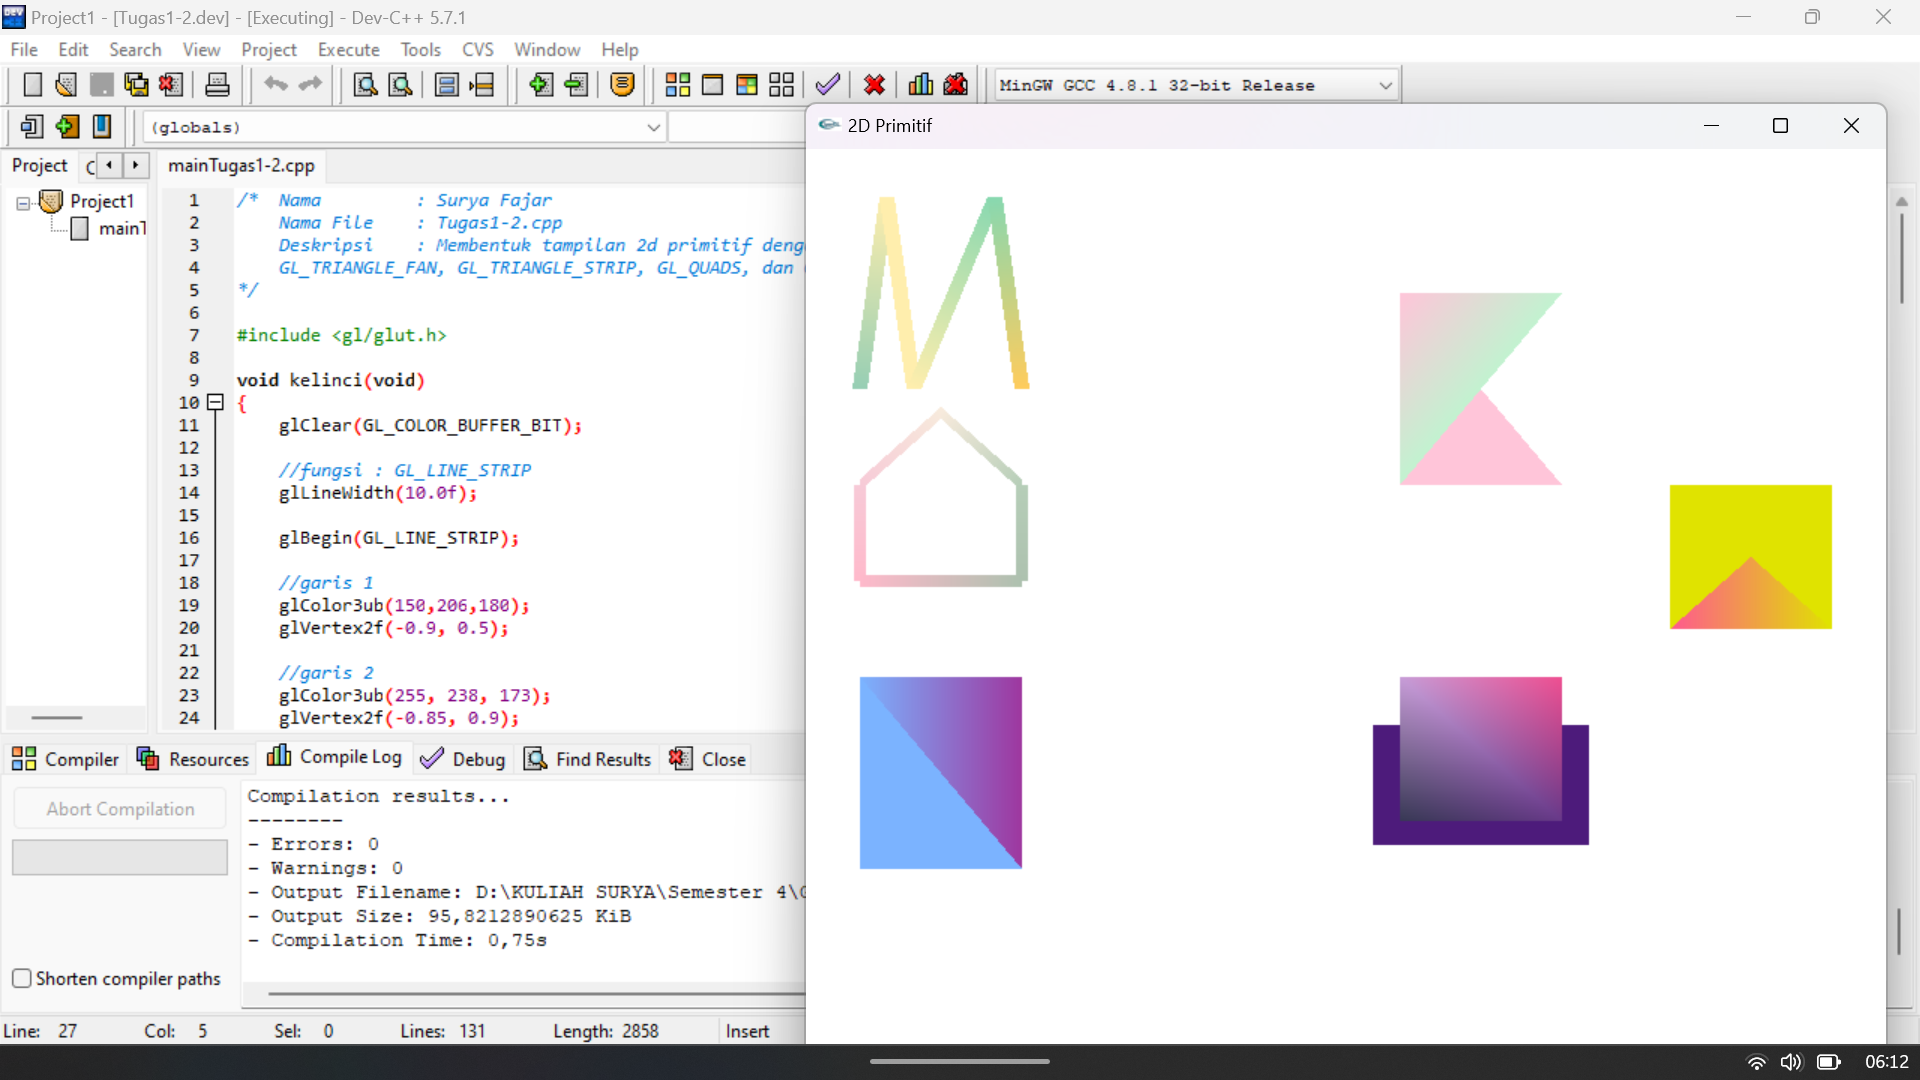 Project1 - [Tugas1-2.dev] - [Executing] - Dev-C++ 5.7.1
File Edit Search View Project Execute Tools CVS Window Help
MinGW GCC 4.8.1 32-bit Release
(globals)
2D Primitif
Project
mainTugas1-2.cpp
Project1
1 /* Nama : Surya Fajar
2 Nama File : Tugas1-2.cpp
3 Deskripsi : Membentuk tampilan 2d primitif deng
4 GL_TRIANGLE_FAN, GL_TRIANGLE_STRIP, GL_QUADS, dan
5 */
6
7 #include <gl/glut.h>
8
9 void kelinci(void)
10 {
11 glClear(GL_COLOR_BUFFER_BIT);
12
13 //fungsi : GL_LINE_STRIP
14 glLineWidth(10.0f);
15
16 glBegin(GL_LINE_STRIP);
17
18 //garis 1
19 glColor3ub(150,206,180);
20 glVertex2f(-0.9, 0.5);
21
22 //garis 2
23 glColor3ub(255, 238, 173);
24 glVertex2f(-0.85, 0.9);
Compiler Resources Compile Log Debug Find Results Close
Abort Compilation
Shorten compiler paths
Compilation results...
--------
- Errors: 0
- Warnings: 0
- Output Filename: D:\KULIAH SURYA\Semester 4\
- Output Size: 95,8212890625 KiB
- Compilation Time: 0,75s
Line: 27 Col: 5 Sel: 0 Lines: 131 Length: 2858 Insert
06:12